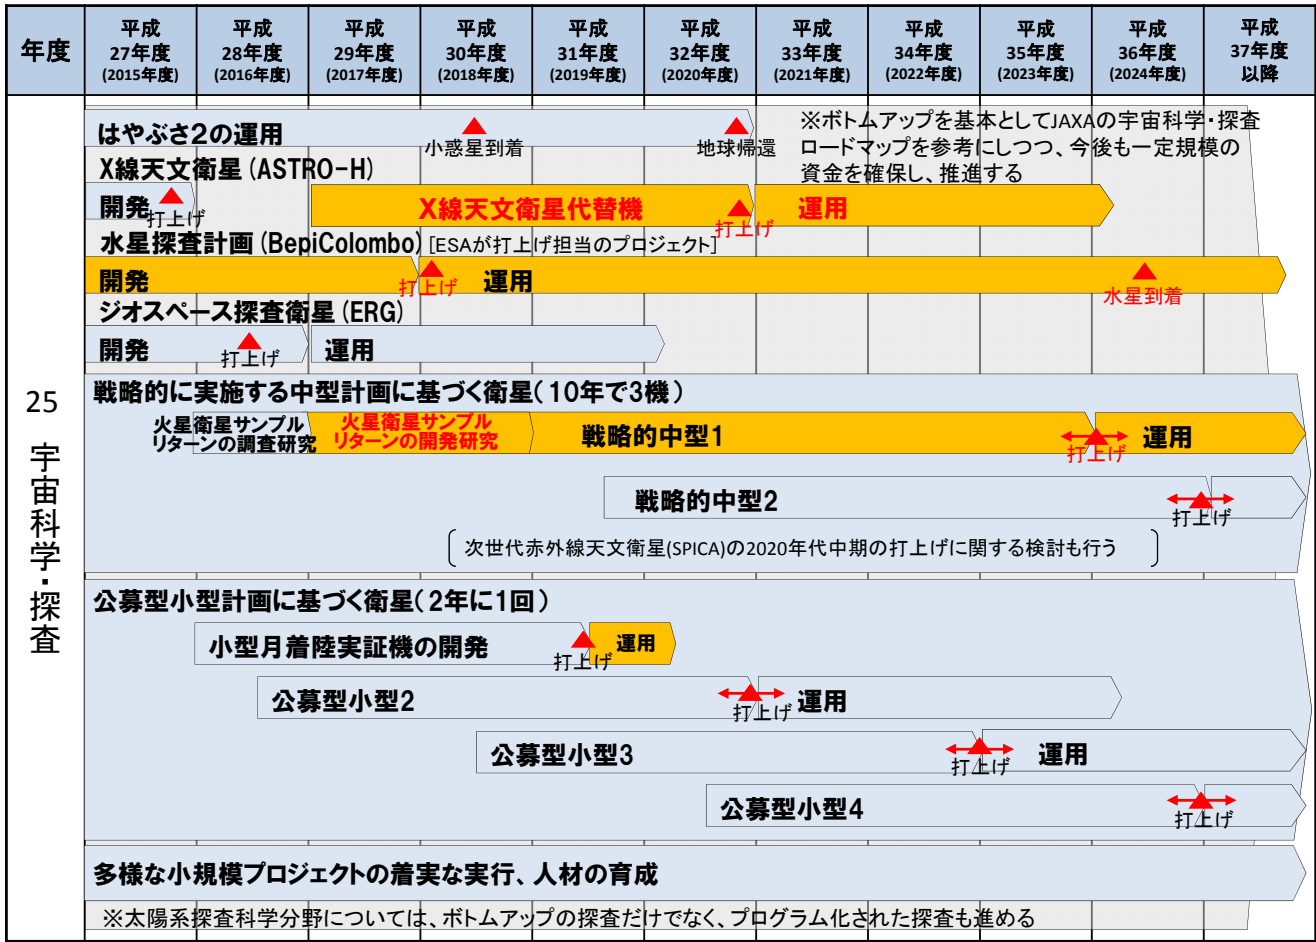 年度
平成
27年度
(2015年度)
平成
28年度
(2016年度)
平成
29年度
(2017年度)
平成
30年度
(2018年度)
平成
31年度
(2019年度)
平成
32年度
(2020年度)
平成
33年度
(2021年度)
平成
34年度
(2022年度)
平成
35年度
(2023年度)
平成
36年度
(2024年度)
平成
37年度
以降
25
宇宙科学・探査
はやぶさ2の運用
小惑星到着
地球帰還
※ボトムアップを基本としてJAXAの宇宙科学・探査
ロードマップを参考にしつつ、今後も一定規模の
資金を確保し、推進する
X線天文衛星(ASTRO-H)
開発
打上げ
X線天文衛星代替機
打上げ
運用
水星探査計画(BepiColombo)[ESAが打上げ担当のプロジェクト]
開発
打上げ
運用
水星到着
ジオスペース探査衛星(ERG)
開発
打上げ
運用
戦略的に実施する中型計画に基づく衛星(10年で3機)
火星衛星サンプル
リターンの調査研究
火星衛星サンプル
リターンの開発研究
戦略的中型1
打上げ
運用
戦略的中型2
打上げ
次世代赤外線天文衛星(SPICA)の2020年代中期の打上げに関する検討も行う
公募型小型計画に基づく衛星(2年に1回)
小型月着陸実証機の開発
打上げ
運用
公募型小型2
打上げ
運用
公募型小型3
打上げ
運用
公募型小型4
打上げ
多様な小規模プロジェクトの着実な実行、人材の育成
※太陽系探査科学分野については、ボトムアップの探査だけでなく、プログラム化された探査も進める